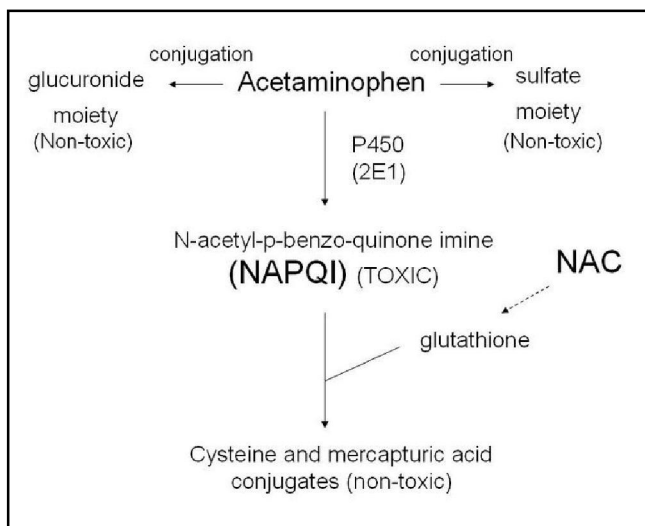 conjugation
conjugation
glucuronide
Acetaminophen
sulfate
moiety
(Non-toxic)
moiety
(Non-toxic)
P450
(2E1)
N-acetyl-p-benzo-quinone imine
(NAPQI) (TOXIC)
NAC
glutathione
Cysteine and mercapturic acid
conjugates (non-toxic)